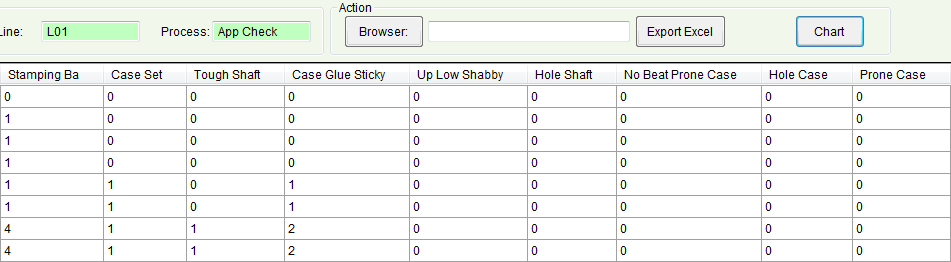 Action
Line: L01 Process: App Check Browser: Export Excel Chart
Stamping Ba Case Set Tough Shaft Case Glue Sticky Up Low Shabby Hole Shaft No Beat Prone Case Hole Case Prone Case
0 0 0 0 0 0 0 0 0
1 0 0 0 0 0 0 0 0
1 0 0 0 0 0 0 0 0
1 0 0 0 0 0 0 0 0
1 1 0 1 0 0 0 0 0
1 1 0 1 0 0 0 0 0
4 1 1 2 0 0 0 0 0
4 1 1 2 0 0 0 0 0